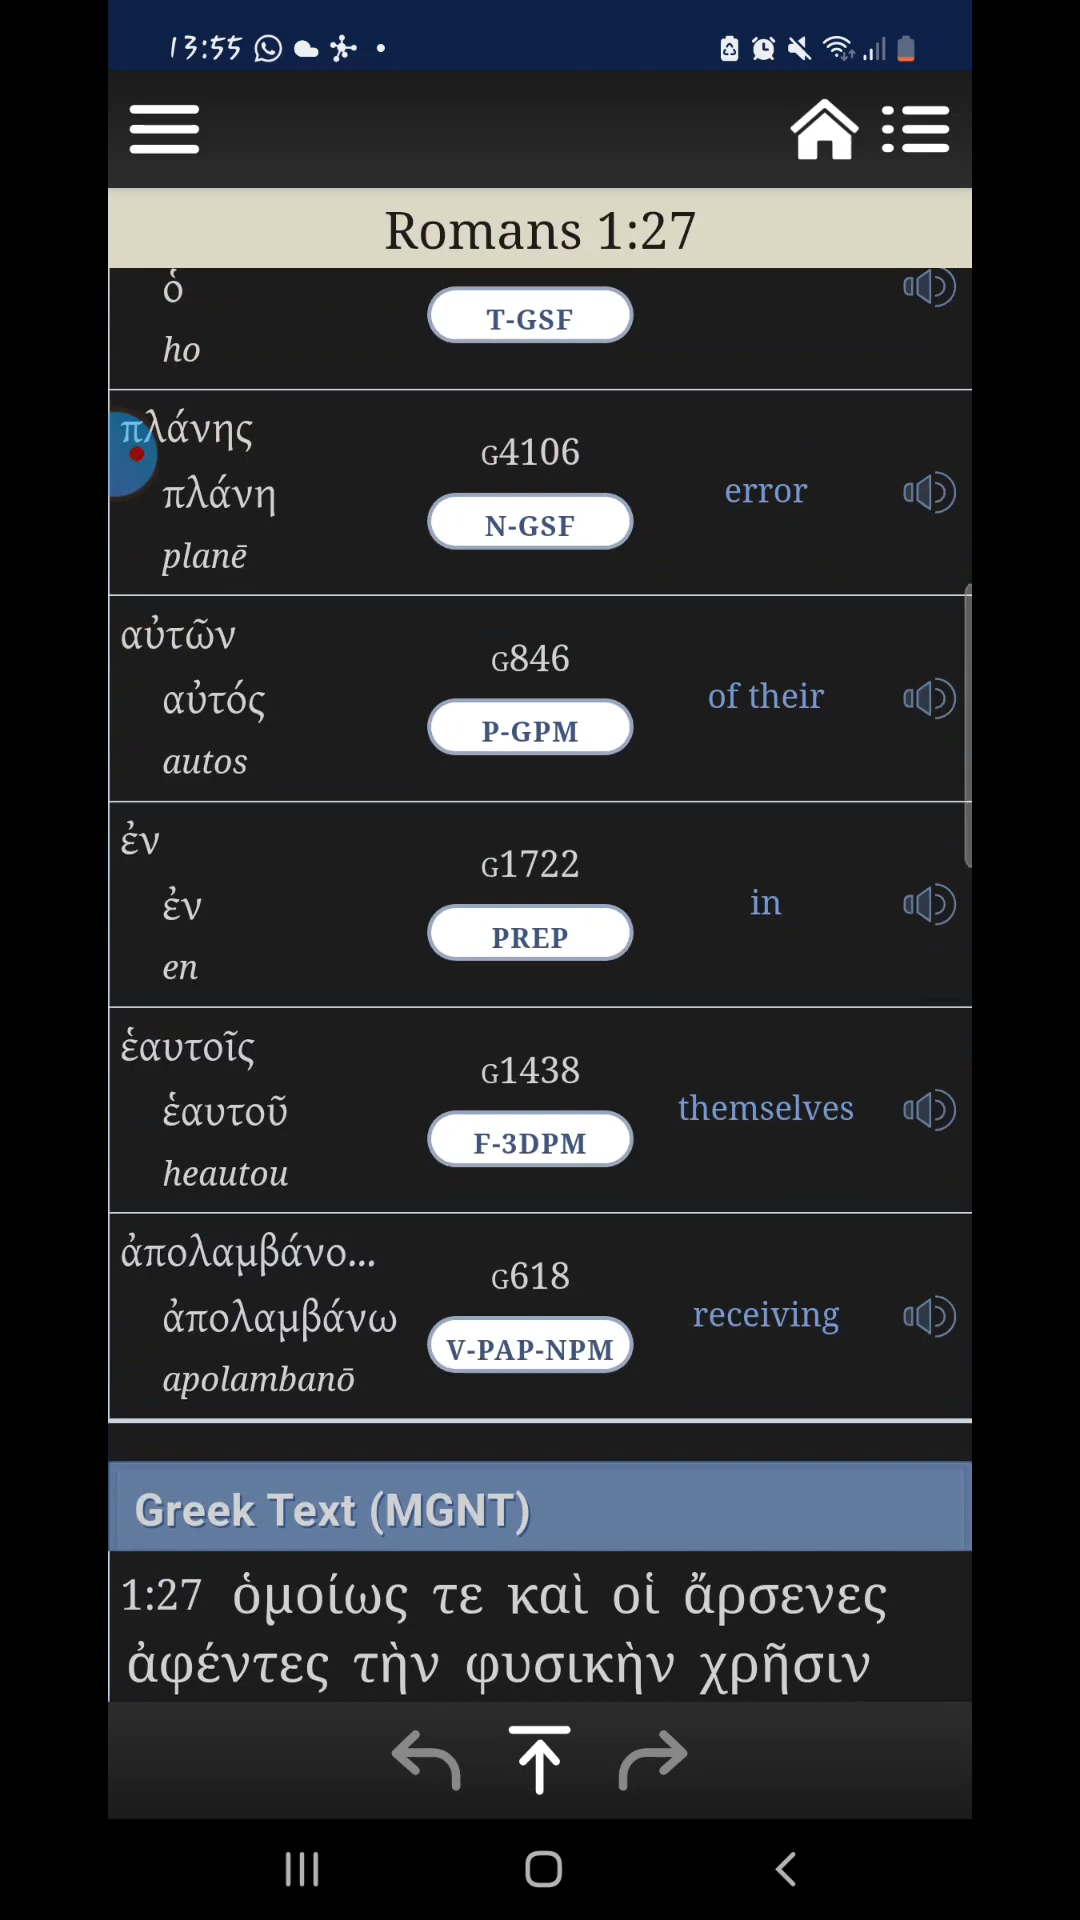 13:55
Romans 1:27
ὁ
T-GSF
ho
πλάνης
G4106
πλάνη
error
N-GSF
planē
αὐτῶν
G846
αὐτός
of their
P-GPM
autos
ἐν
G1722
ἐν
in
PREP
en
ἑαυτοῖς
G1438
ἑαυτοῦ
themselves
F-3DPM
heautou
ἀπολαμβάνο...
G618
ἀπολαμβάνω
receiving
V-PAP-NPM
apolambanō
Greek Text (MGNT)
1:27 ὁμοίως τε καὶ οἱ ἄρσενες
ἀφέντες τὴν φυσικὴν χρῆσιν